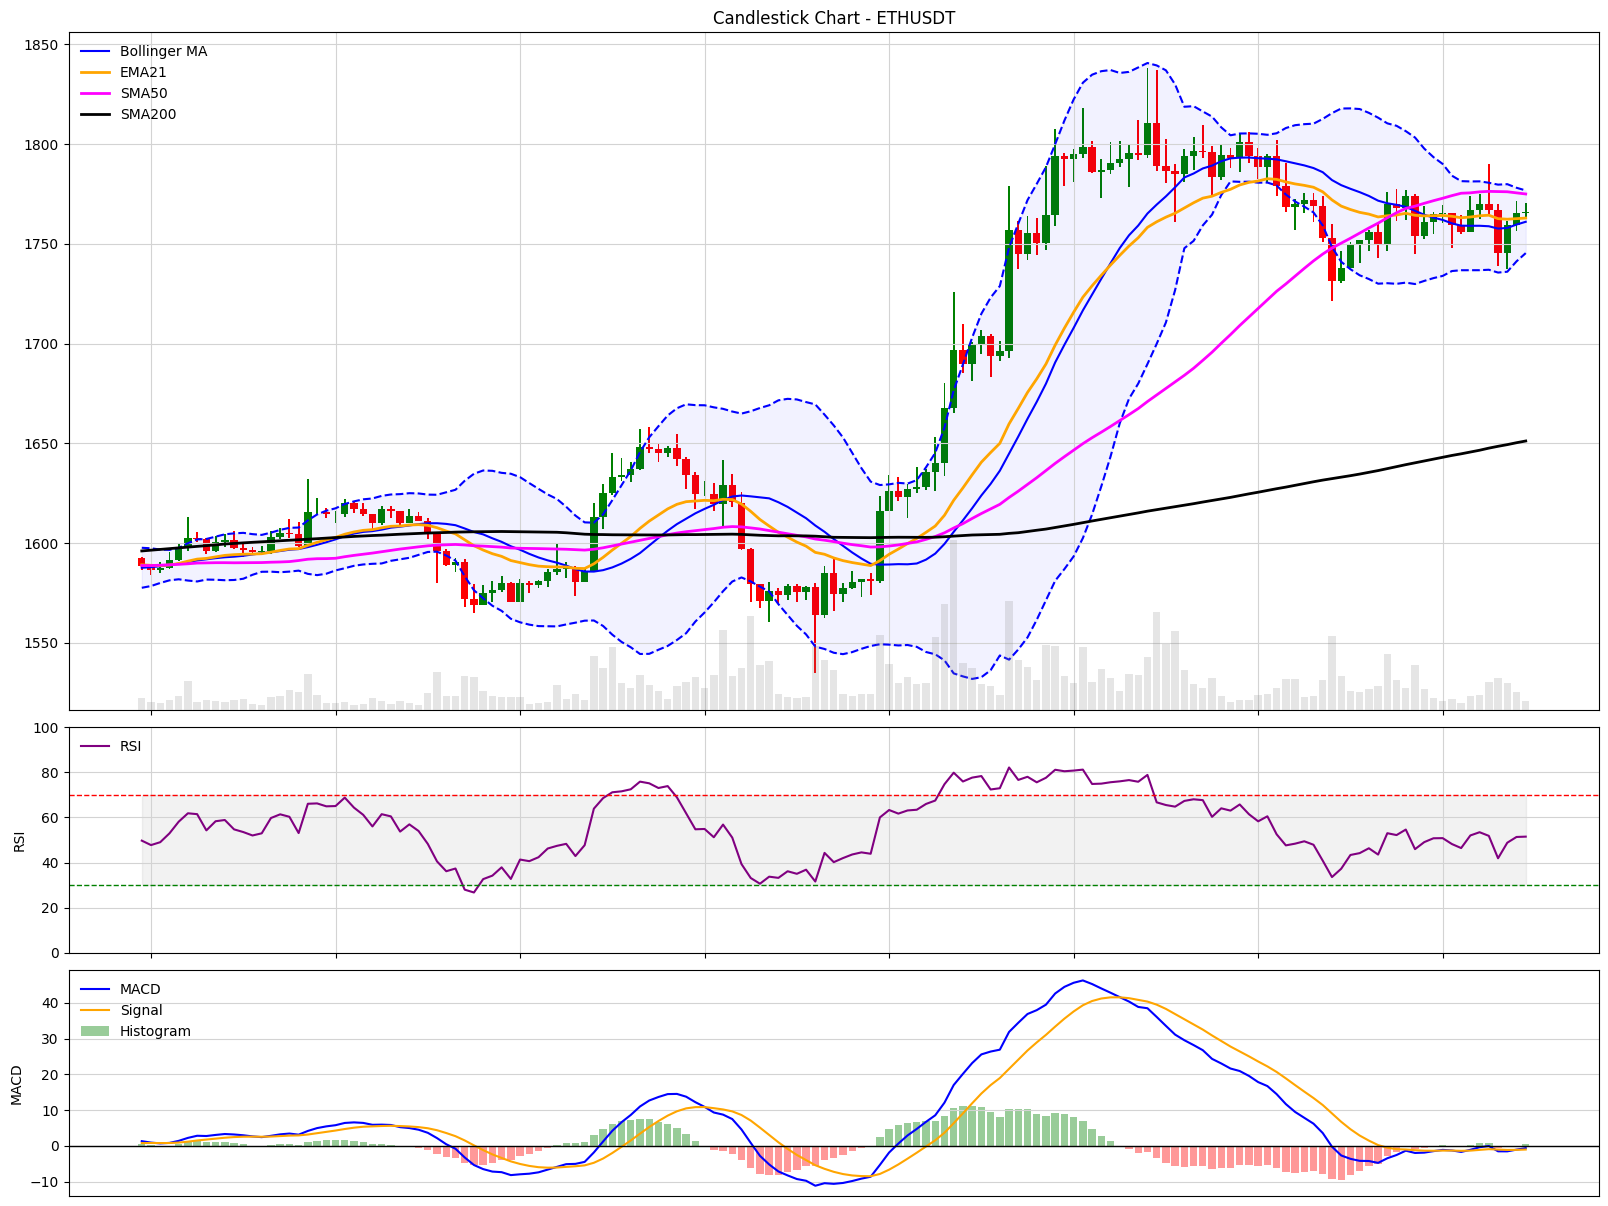 Candlestick Chart - ETHUSDT
Bollinger MA
EMA21
SMA50
SMA200
1850
1800
1750
1700
1650
1600
1550
RSI
100
80
60
40
20
0
RSI
MACD
Signal
Histogram
40
30
20
10
0
−10
MACD